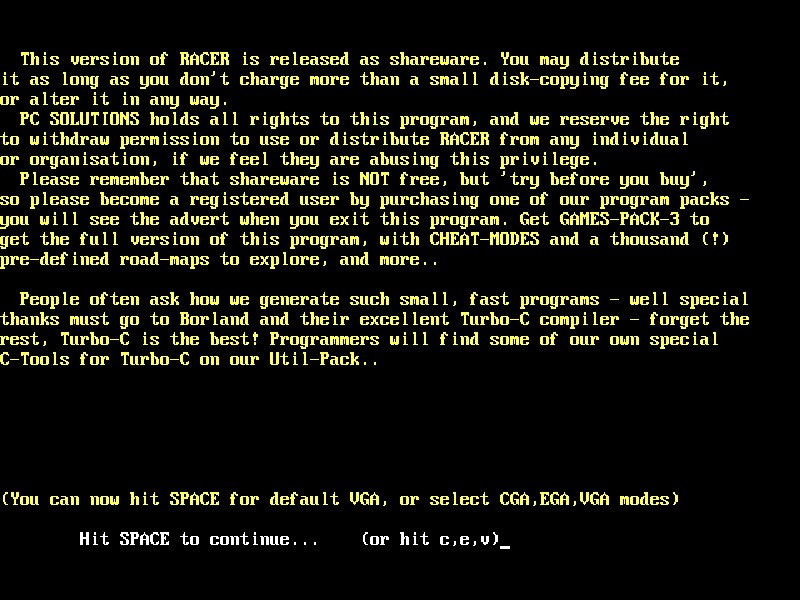 This version of RACER is released as shareware. You may distribute
it as long as you don't charge more than a small disk-copying fee for it,
or alter it in any way.
PC SOLUTIONS holds all rights to this program, and we reserve the right
to withdraw permission to use or distribute RACER from any individual
or organisation, if we feel they are abusing this privilege.
Please remember that shareware is NOT free, but 'try before you buy',
so please become a registered user by purchasing one of our program packs -
you will see the advert when you exit this program. Get GAMES-PACK-3 to
get the full version of this program, with CHEAT-MODES and a thousand (!)
pre-defined road-maps to explore, and more..
People often ask how we generate such small, fast programs - well special
thanks must go to Borland and their excellent Turbo-C compiler - forget the
rest, Turbo-C is the best! Programmers will find some of our own special
C-Tools for Turbo-C on our Util-Pack..
(You can now hit SPACE for default VGA, or select CGA,EGA,VGA modes)
Hit SPACE to continue...    (or hit c,e,v)_